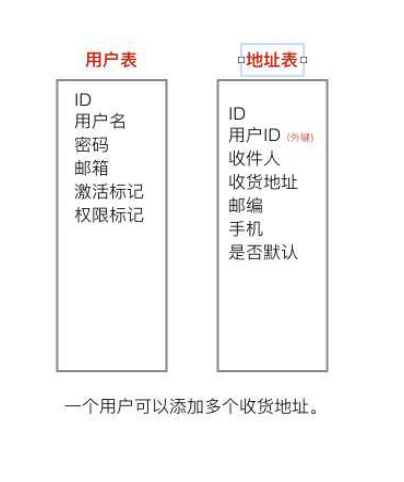 用户表
ID
用户名
密码
邮箱
激活标记
权限标记
地址表
ID
用户ID (外键)
收件人
收货地址
邮编
手机
是否默认
一个用户可以添加多个收货地址。